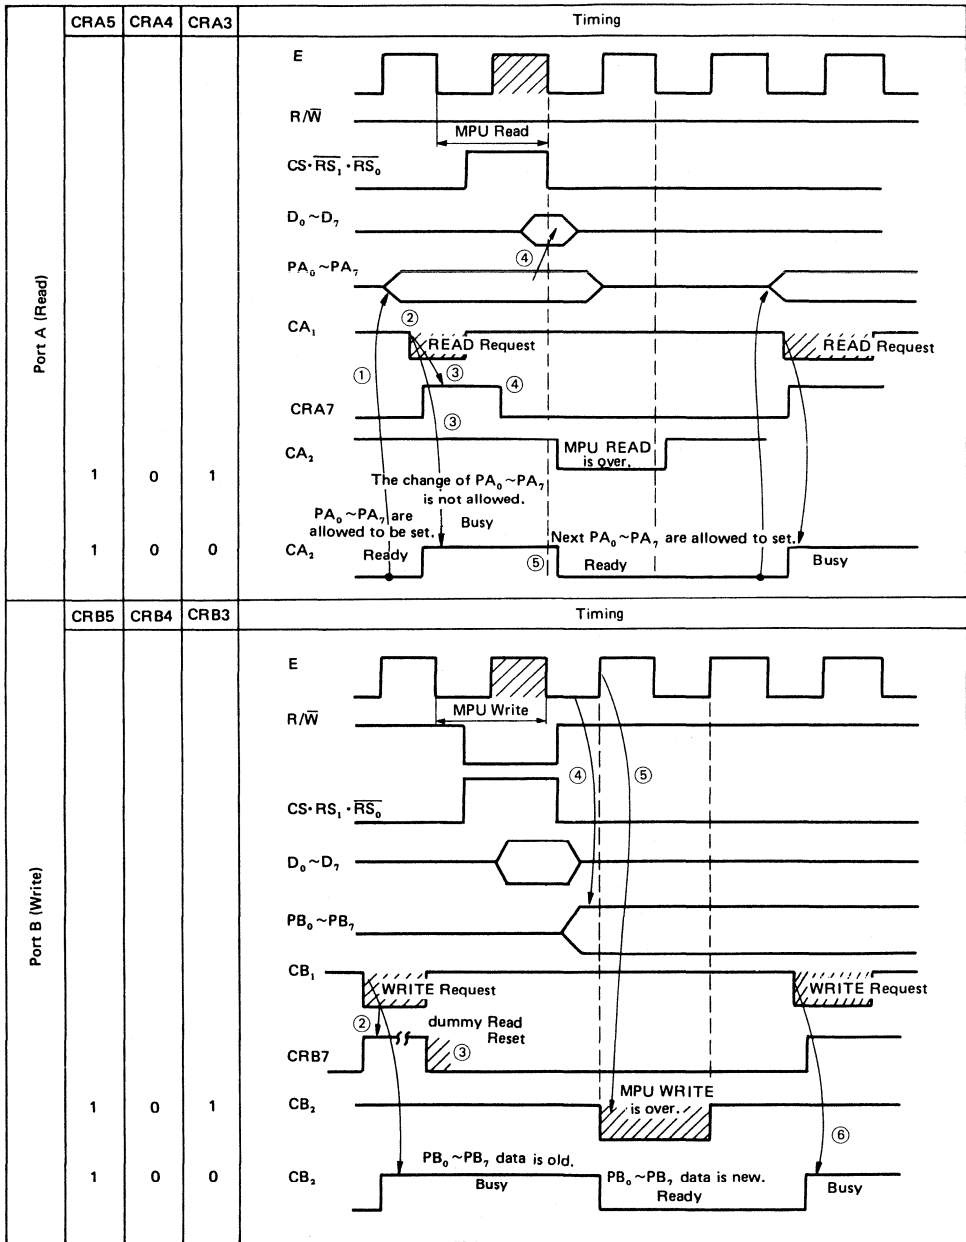 CRA5 CRA4 CRA3 Timing
Port A (Read)
E
R/W̅
MPU Read
CS·R̅S̅₁·R̅S̅₀
D₀~D₇
④
PA₀~PA₇
CA₁
②
READ Request
READ Request
①
③
④
CRA7
③
1 0 1
CA₂
MPU READ
is over.
The change of PA₀~PA₇
is not allowed.
PA₀~PA₇ are
allowed to be set.
Busy
Next PA₀~PA₇ are allowed to set.
1 0 0
CA₂
Ready
⑤
Ready
Busy
CRB5 CRB4 CRB3 Timing
Port B (Write)
E
MPU Write
R/W̅
④
⑤
CS·RS₁·R̅S̅₀
D₀~D₇
PB₀~PB₇
CB₁
WRITE Request
WRITE Request
②
dummy Read
Reset
③
CRB7
MPU WRITE
is over.
1 0 1
CB₂
⑥
PB₀~PB₇ data is old.
Busy
PB₀~PB₇ data is new.
Ready
1 0 0
CB₂
Busy